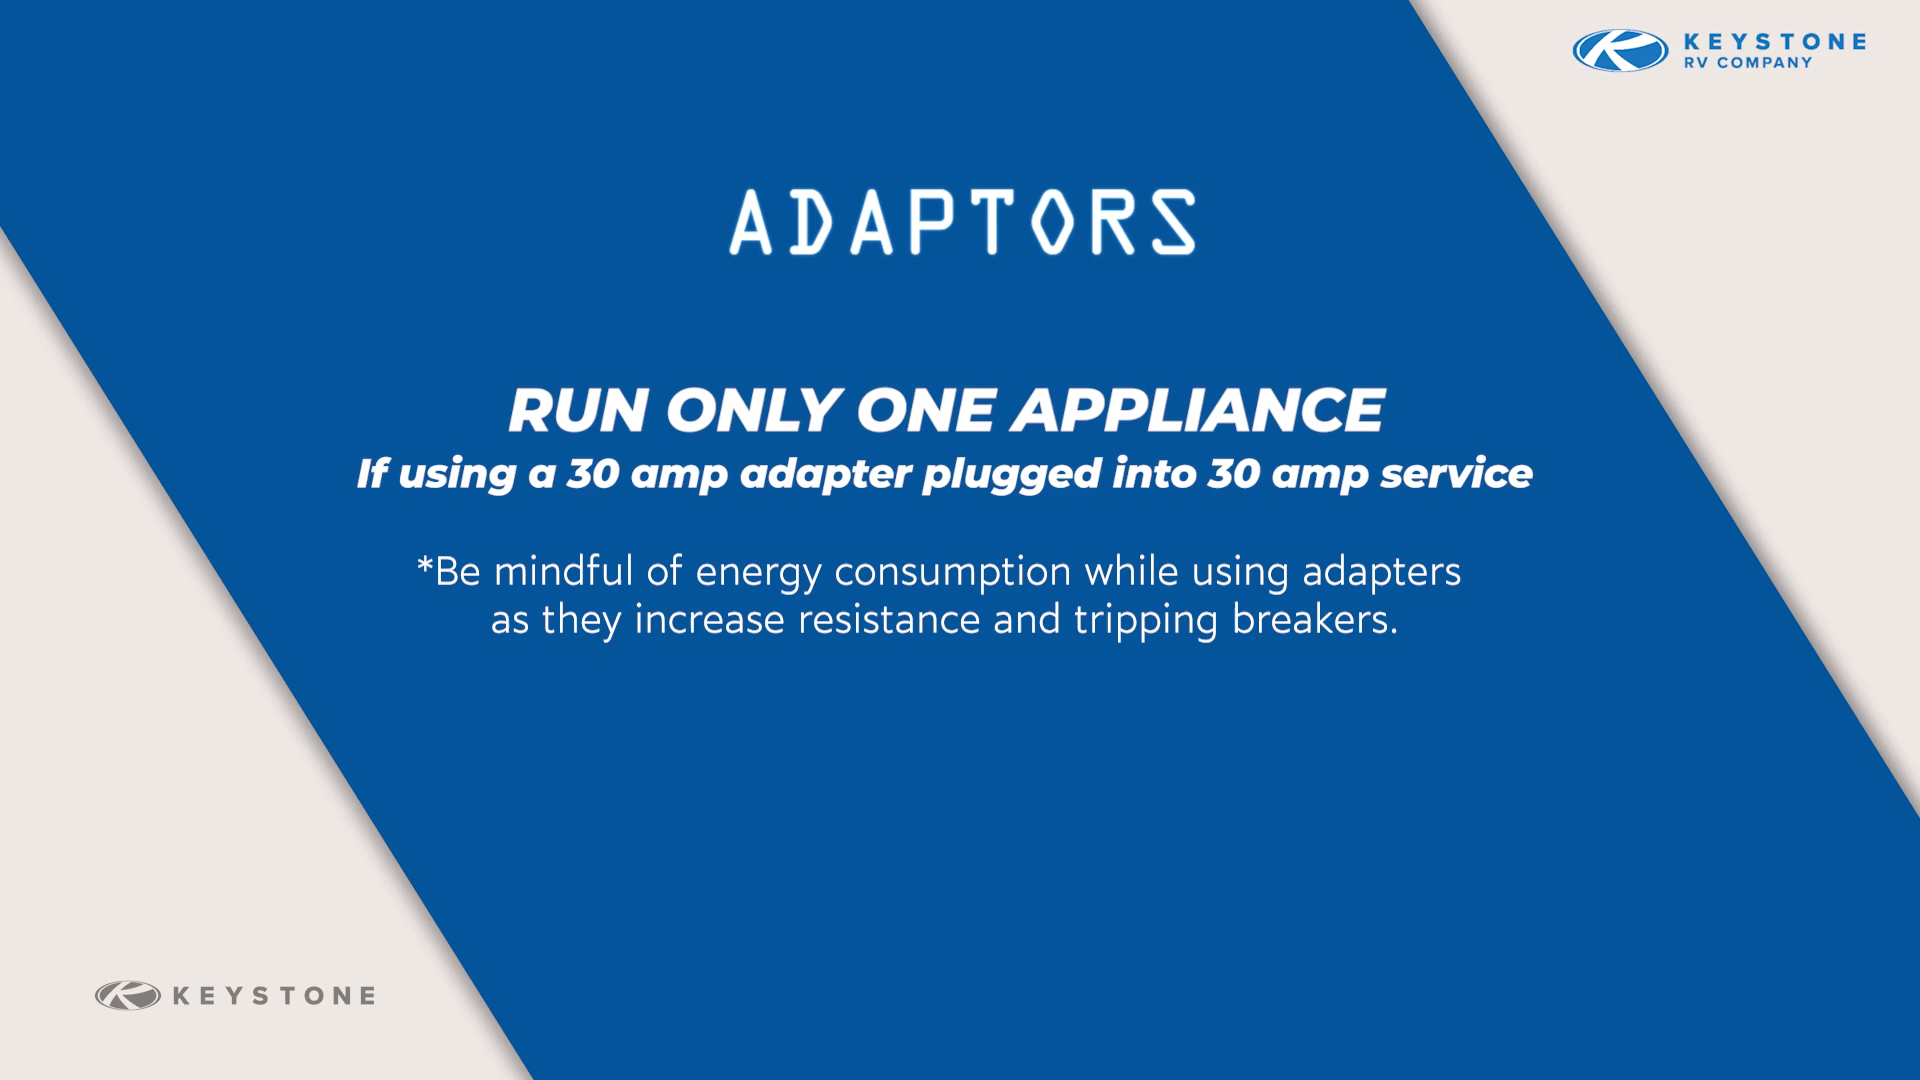 KEYSTONE
RV COMPANY
ADAPTORS
RUN ONLY ONE APPLIANCE
If using a 30 amp adapter plugged into 30 amp service
*Be mindful of energy consumption while using adapters
as they increase resistance and tripping breakers.
KEYSTONE